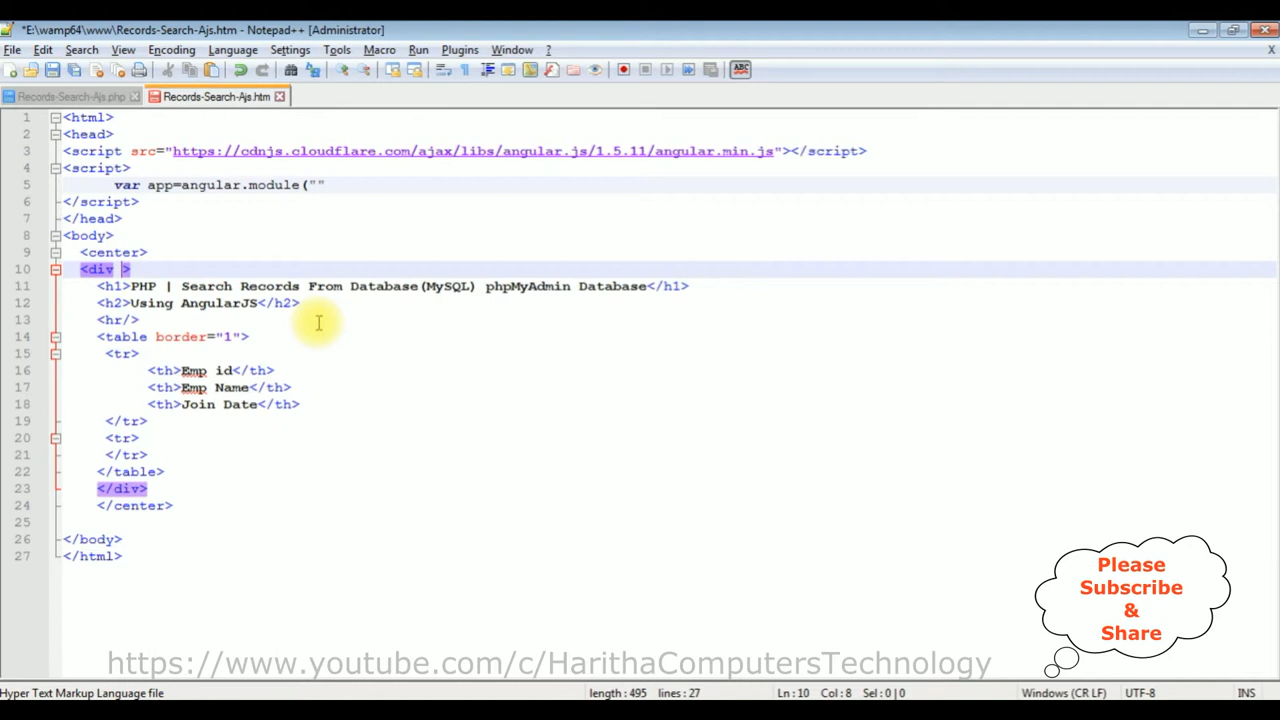 *E:\wamp64\www\Records-Search-Ajs.htm - Notepad++ [Administrator]
File Edit Search View Encoding Language Settings Tools Macro Run Plugins Window ? X
Records-Search-Ajs.php Records-Search-Ajs.htm
1 <html>
2 <head>
3 <script src="https://cdnjs.cloudflare.com/ajax/libs/angular.js/1.5.11/angular.min.js"></script>
4 <script>
5 var app=angular.module(""
6 </script>
7 </head>
8 <body>
9 <center>
10 <div >
11 <h1>PHP | Search Records From Database(MySQL) phpMyAdmin Database</h1>
12 <h2>Using AngularJS</h2>
13 <hr/>
14 <table border="1">
15 <tr>
16 <th>Emp id</th>
17 <th>Emp Name</th>
18 <th>Join Date</th>
19 </tr>
20 <tr>
21 </tr>
22 </table>
23 </div>
24 </center>
25
26 </body>
27 </html>
Please
Subscribe
&
Share
https://www.youtube.com/c/HarithaComputersTechnology
Hyper Text Markup Language file length : 495 lines : 27 Ln : 10 Col : 8 Sel : 0 | 0 Windows (CR LF) UTF-8 INS